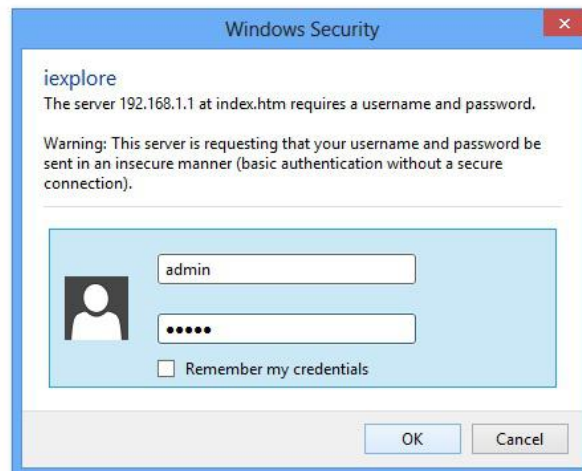 Windows Security
iexplore
The server 192.168.1.1 at index.htm requires a username and password.
Warning: This server is requesting that your username and password be
sent in an insecure manner (basic authentication without a secure
connection).
admin
●●●●●
Remember my credentials
OK Cancel